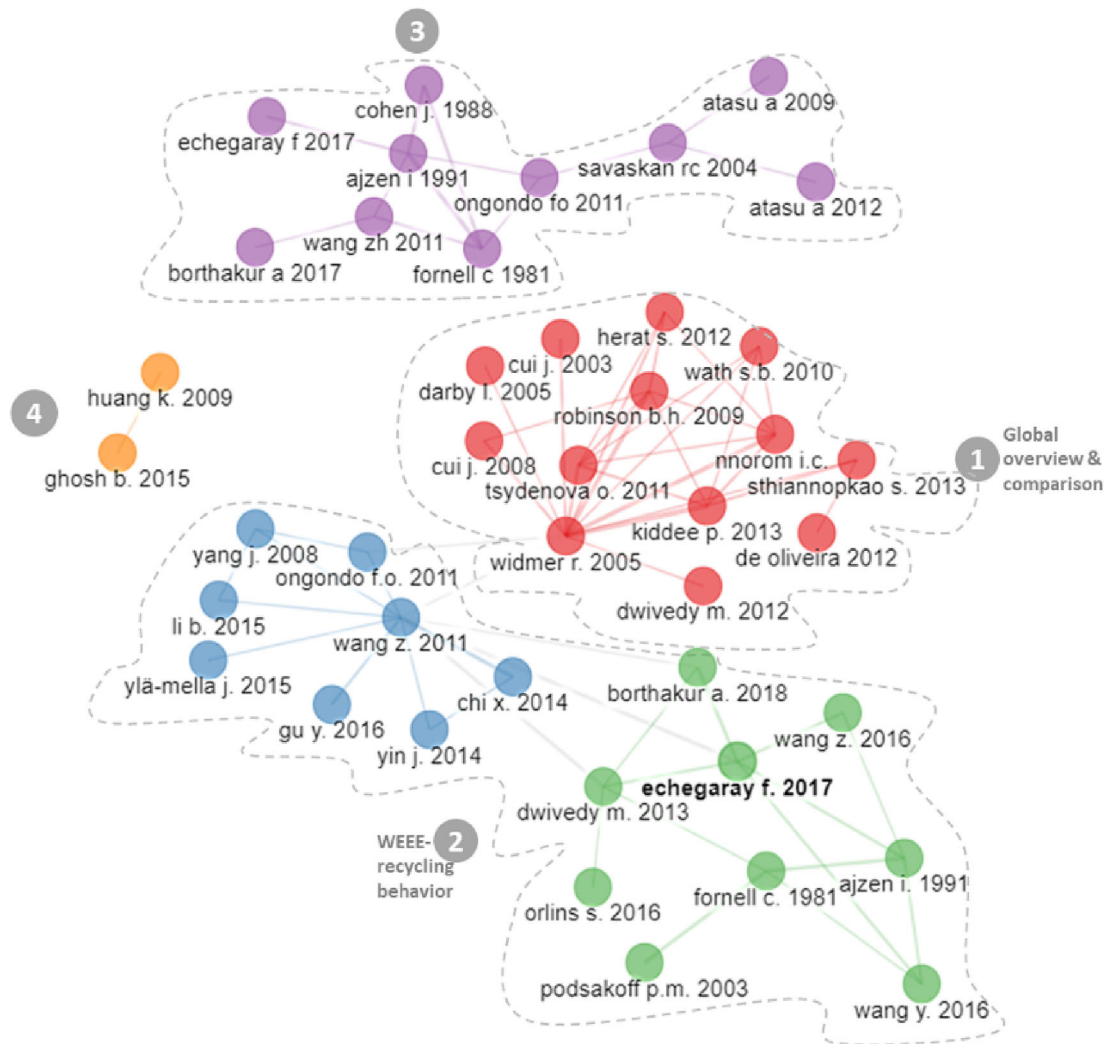 3
cohen j. 1988
atasu a 2009
echegaray f 2017
ajzen i 1991
savaskan rc 2004
ongondo fo 2011
atasu a 2012
wang zh 2011
borthakur a 2017
fornell c 1981
herat s. 2012
cui j. 2003
wath s.b. 2010
darby l. 2005
huang k. 2009
4
robinson b.h. 2009
ghosh b. 2015
cui j. 2008
nnorom i.c.
1
Global
overview &
comparison
tsydenova o. 2011
sthiannopkao s. 2013
kiddee p. 2013
yang j. 2008
widmer r. 2005
de oliveira 2012
ongondo f.o. 2011
dwivedy m. 2012
li b. 2015
wang z. 2011
ylä-mella j. 2015
borthakur a. 2018
chi x. 2014
gu y. 2016
wang z. 2016
yin j. 2014
echegaray f. 2017
dwivedy m. 2013
2
WEEE-
recycling
behavior
ajzen i. 1991
fornell c. 1981
orlins s. 2016
podsakoff p.m. 2003
wang y. 2016